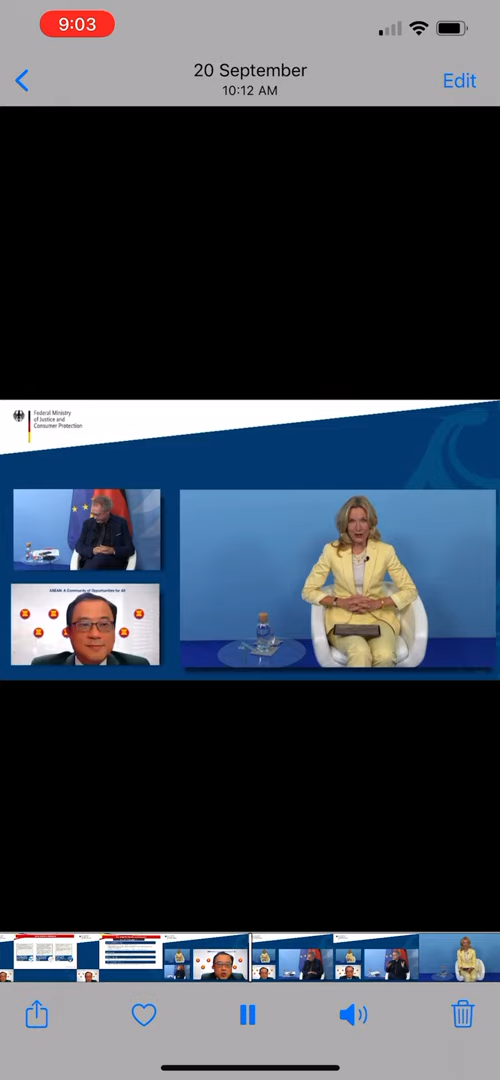 9:03
20 September
10:12 AM
Edit
Federal Ministry
of Justice and
Consumer Protection
ASEAN: A Community of Opportunities for All